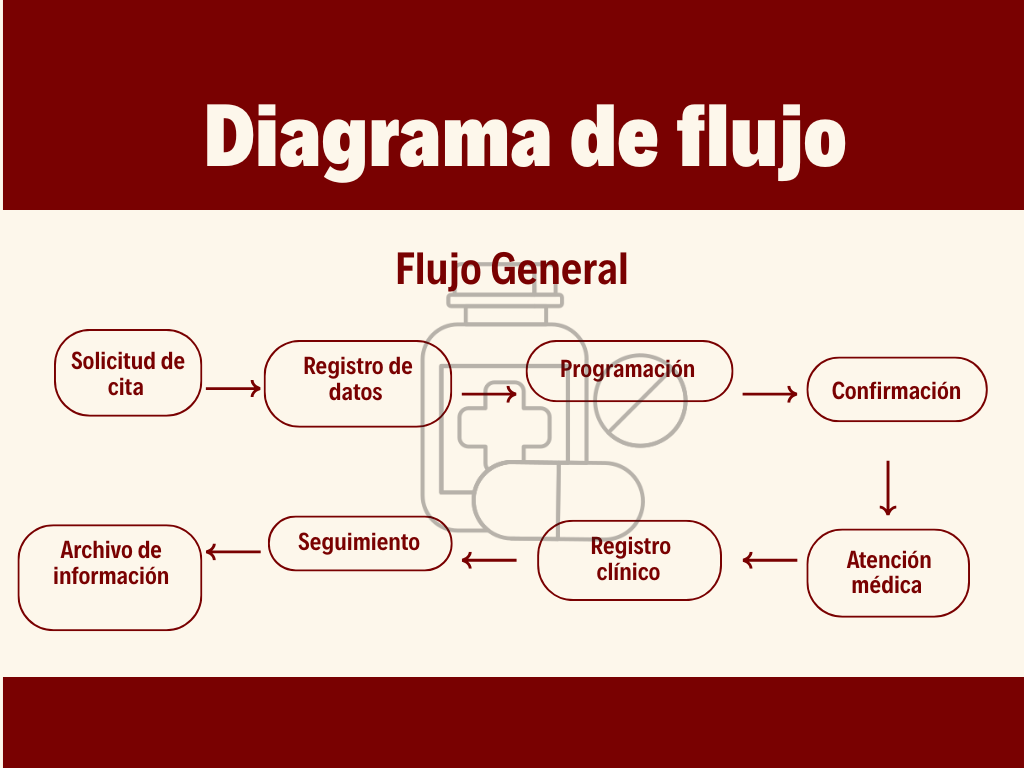 Diagrama de flujo
Flujo General
Solicitud de
cita
Registro de
datos
Programación
Confirmación
Atención
médica
Registro
clínico
Seguimiento
Archivo de
información